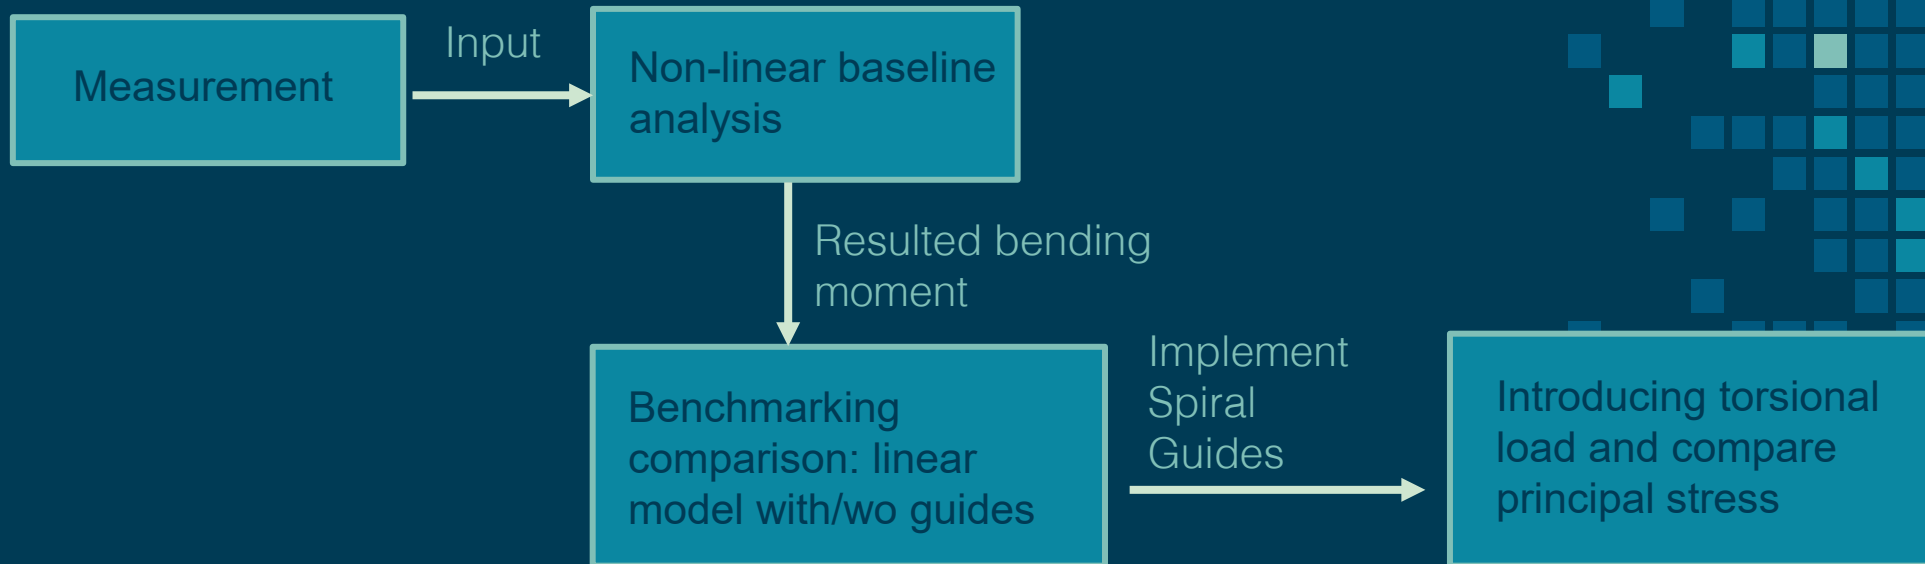 Measurement
Input
Non-linear baseline
analysis
Resulted bending
moment
Benchmarking
comparison: linear
model with/wo guides
Implement
Spiral
Guides
Introducing torsional
load and compare
principal stress